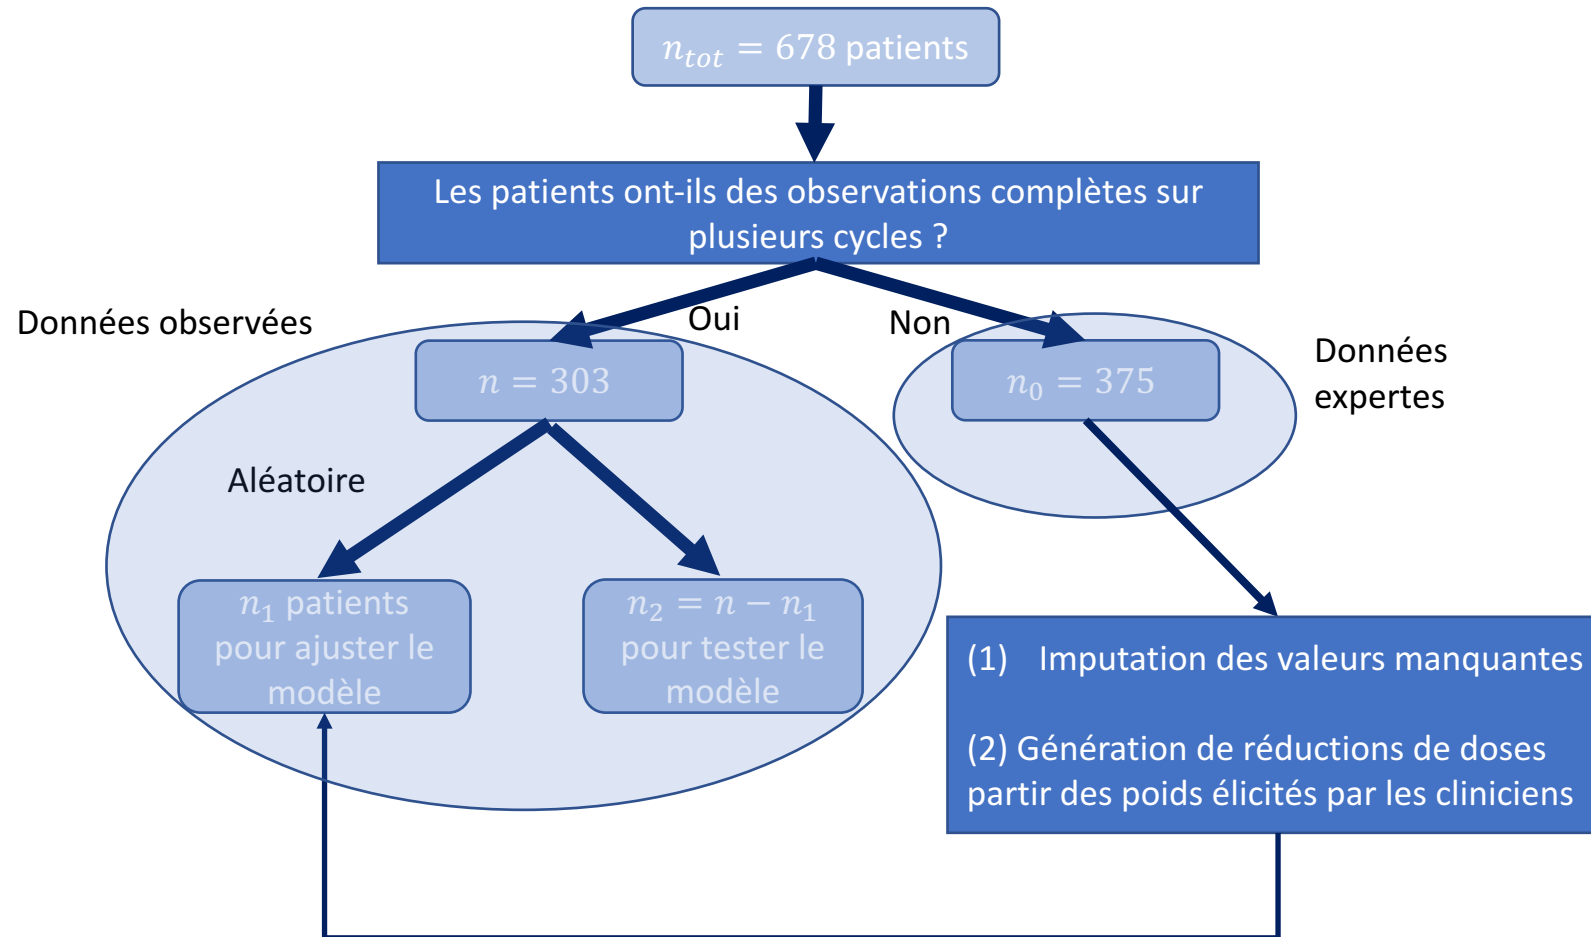 n_{tot} = 678 patients
Les patients ont-ils des observations complètes sur
plusieurs cycles ?
Données observées
Oui
Non
Données
expertes
n = 303
n_0 = 375
Aléatoire
n_1 patients
pour ajuster le
modèle
n_2 = n − n_1
pour tester le
modèle
(1) Imputation des valeurs manquantes
(2) Génération de réductions de doses
partir des poids élicités par les cliniciens